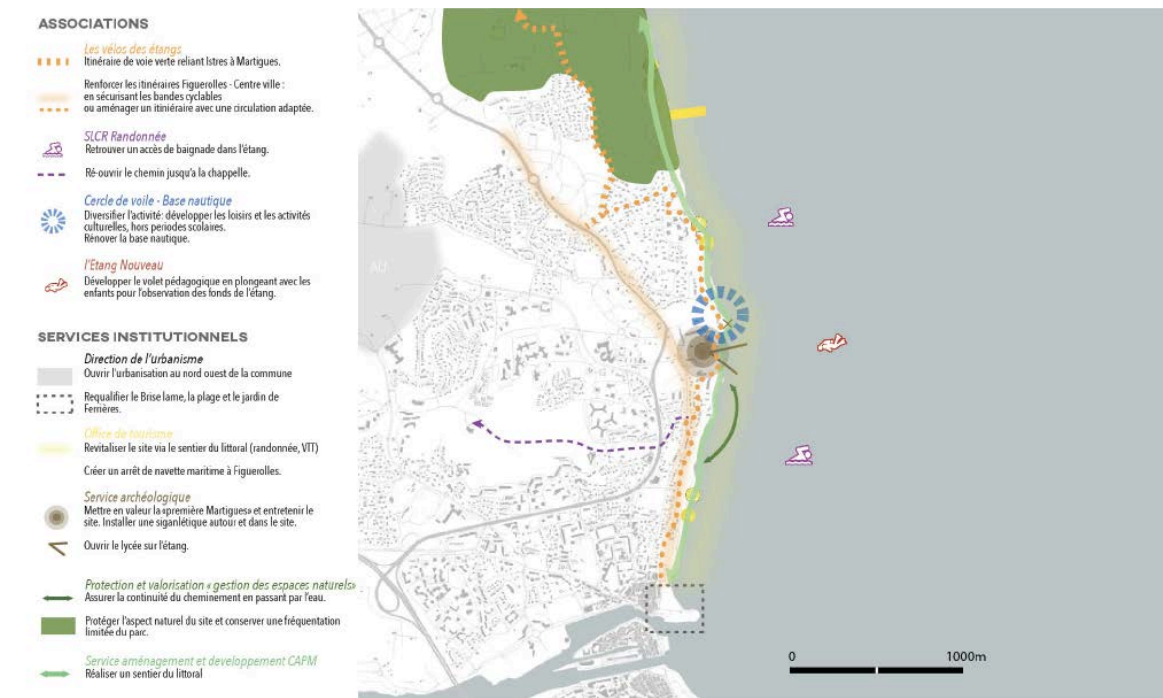 ASSOCIATIONS
Les vélos des étangs
Itinéraire de voie verte reliant Istres à Martigues.
Renforcer les itinéraires Figuerolles - Centre ville :
en sécurisant les bandes cyclables
ou aménager un itiniéraire avec une circulation adaptée.
SLCR Randonnée
Retrouver un accès de baignade dans l'étang.
Ré-ouvrir le chemin jusqu'a la chappelle.
Cercle de voile - Base nautique
Diversifier l'activité: développer les loisirs et les activités
culturelles, hors periodes scolaires.
Rénover la base nautique.
l'Etang Nouveau
Développer le volet pédagogique en plongeant avec les
enfants pour l'observation des fonds de l'étang.
SERVICES INSTITUTIONNELS
Direction de l'urbanisme
Ouvrir l'urbanisation au nord ouest de la commune
Requalifier le Brise lame, la plage et le jardin de
Ferrières.
Office de tourisme
Revitaliser le site via le sentier du littoral (randonnée, VTT)
Créer un arrêt de navette maritime à Figuerolles.
Service archéologique
Mettre en valeur la «première Martigues» et entretenir le
site. Installer une siganlétique autour et dans le site.
Ouvrir le lycée sur l'étang.
Protection et valorisation « gestion des espaces naturels»
Assurer la continuité du cheminement en passant par l'eau.
Protéger l'aspect naturel du site et conserver une fréquentation
limitée du parc.
Service aménagement et developpement CAPM
Réaliser un sentier du littoral
0 1000m